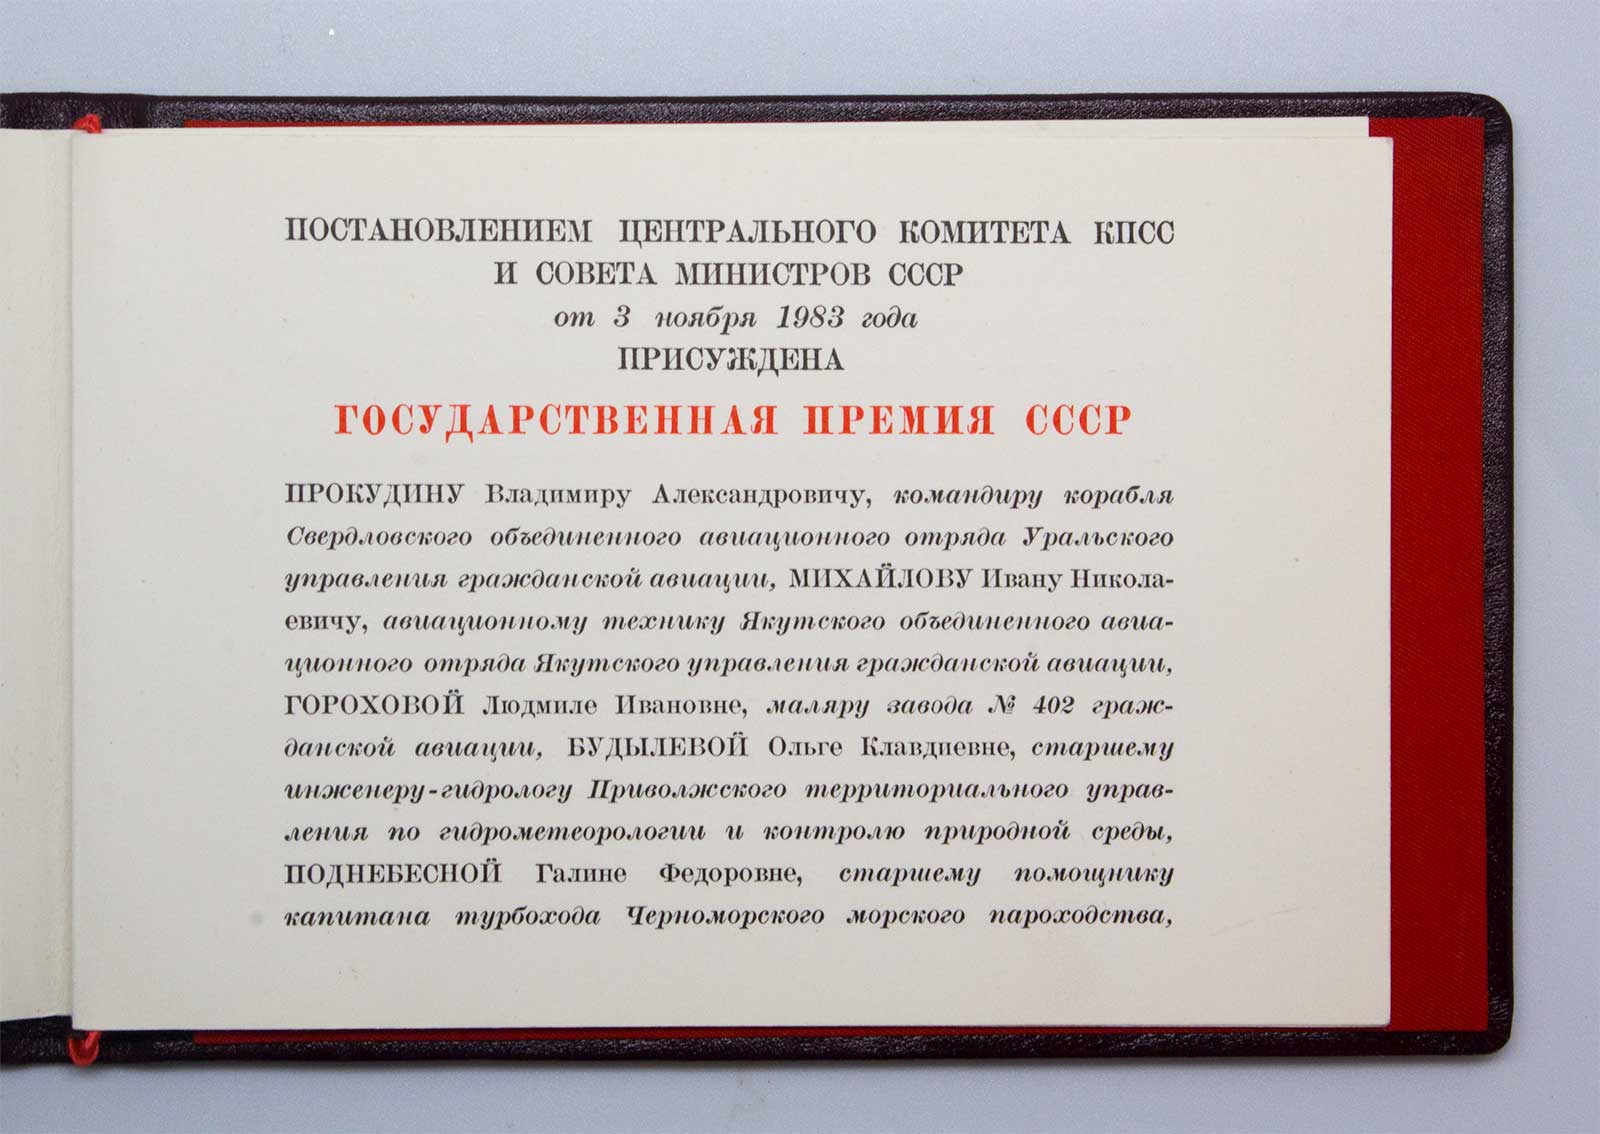 ПОСТАНОВЛЕНИЕМ ЦЕНТРАЛЬНОГО КОМИТЕТА КПСС
И СОВЕТА МИНИСТРОВ СССР
от 3 ноября 1983 года
ПРИСУЖДЕНА
ГОСУДАРСТВЕННАЯ ПРЕМИЯ СССР
ПРОКУДИНУ Владимиру Александровичу, командиру корабля
Свердловского объединенного авиационного отряда Уральского
управления гражданской авиации, МИХАЙЛОВУ Ивану Никола-
евичу, авиационному технику Якутского объединенного авиа-
ционного отряда Якутского управления гражданской авиации,
ГОРОХОВОЙ Людмиле Ивановне, маляру завода № 402 граж-
данской авиации, БУДЫЛЕВОЙ Ольге Клавдиевне, старшему
инженеру-гидрологу Приволжского территориального управ-
ления по гидрометеорологии и контролю природной среды,
ПОДНЕБЕСНОЙ Галине Федоровне, старшему помощнику
капитана турбохода Черноморского морского пароходства,